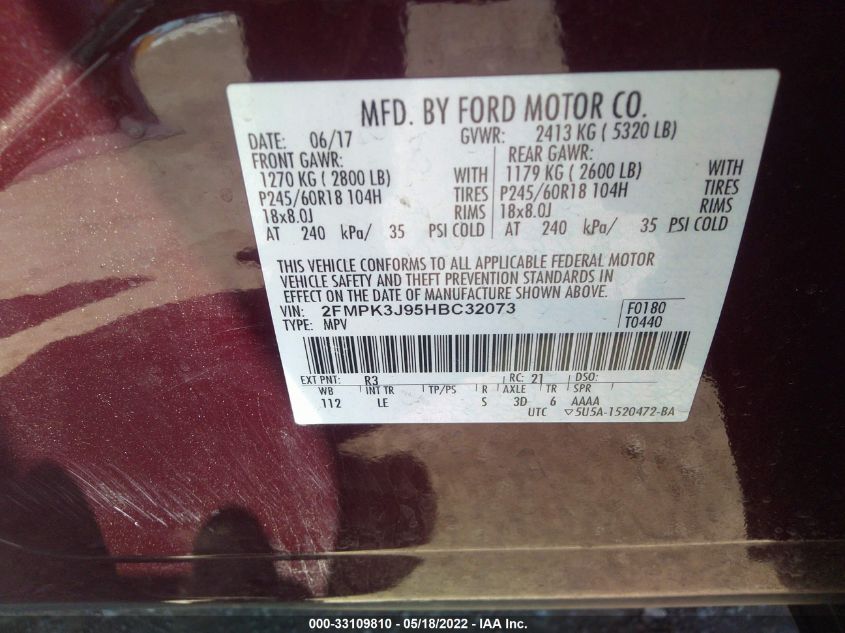 MFD. BY FORD MOTOR CO.
DATE: 06/17 GVWR: 2413 KG ( 5320 LB)
FRONT GAWR: REAR GAWR:
1270 KG ( 2800 LB) WITH 1179 KG ( 2600 LB) WITH
P245/60R18 104H TIRES P245/60R18 104H TIRES
18x8.0J RIMS 18x8.0J RIMS
AT 240 kPa/ 35 PSI COLD AT 240 kPa/ 35 PSI COLD
THIS VEHICLE CONFORMS TO ALL APPLICABLE FEDERAL MOTOR
VEHICLE SAFETY AND THEFT PREVENTION STANDARDS IN
EFFECT ON THE DATE OF MANUFACTURE SHOWN ABOVE.
VIN: 2FMPK3J95HBC32073 F0180
TYPE: MPV T0440
EXT PNT: R3 RC: 21 DSO:
WB INT TR TP/PS R AXLE TR SPR
112 LE S 3D 6 AAAA
UTC ▽5U5A-1520472-BA
000-33109810 - 05/18/2022 - IAA Inc.